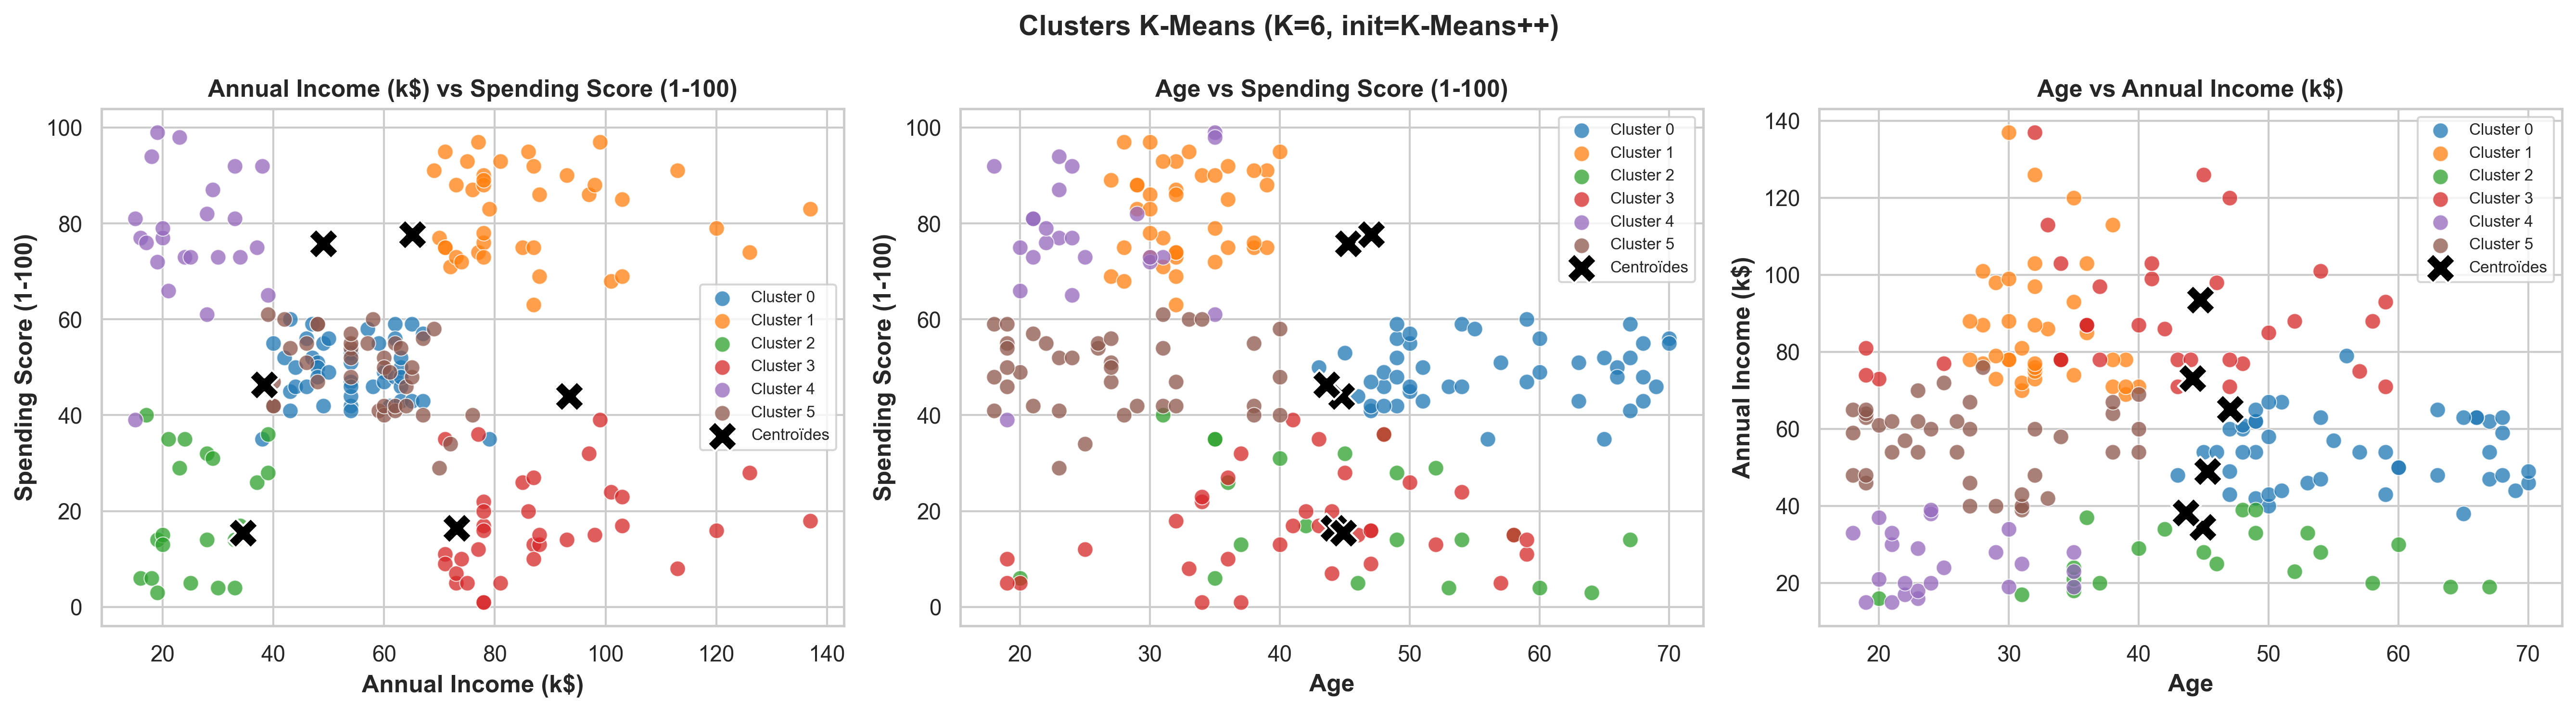 Clusters K-Means (K=6, init=K-Means++)
Annual Income (k$) vs Spending Score (1-100)
Spending Score (1-100)
100
80
60
40
20
0
20 40 60 80 100 120 140
Annual Income (k$)
Cluster 0
Cluster 1
Cluster 2
Cluster 3
Cluster 4
Cluster 5
Centroïdes
Age vs Spending Score (1-100)
Spending Score (1-100)
100
80
60
40
20
0
20 30 40 50 60 70
Age
Cluster 0
Cluster 1
Cluster 2
Cluster 3
Cluster 4
Cluster 5
Centroïdes
Age vs Annual Income (k$)
Annual Income (k$)
140
120
100
80
60
40
20
20 30 40 50 60 70
Age
Cluster 0
Cluster 1
Cluster 2
Cluster 3
Cluster 4
Cluster 5
Centroïdes